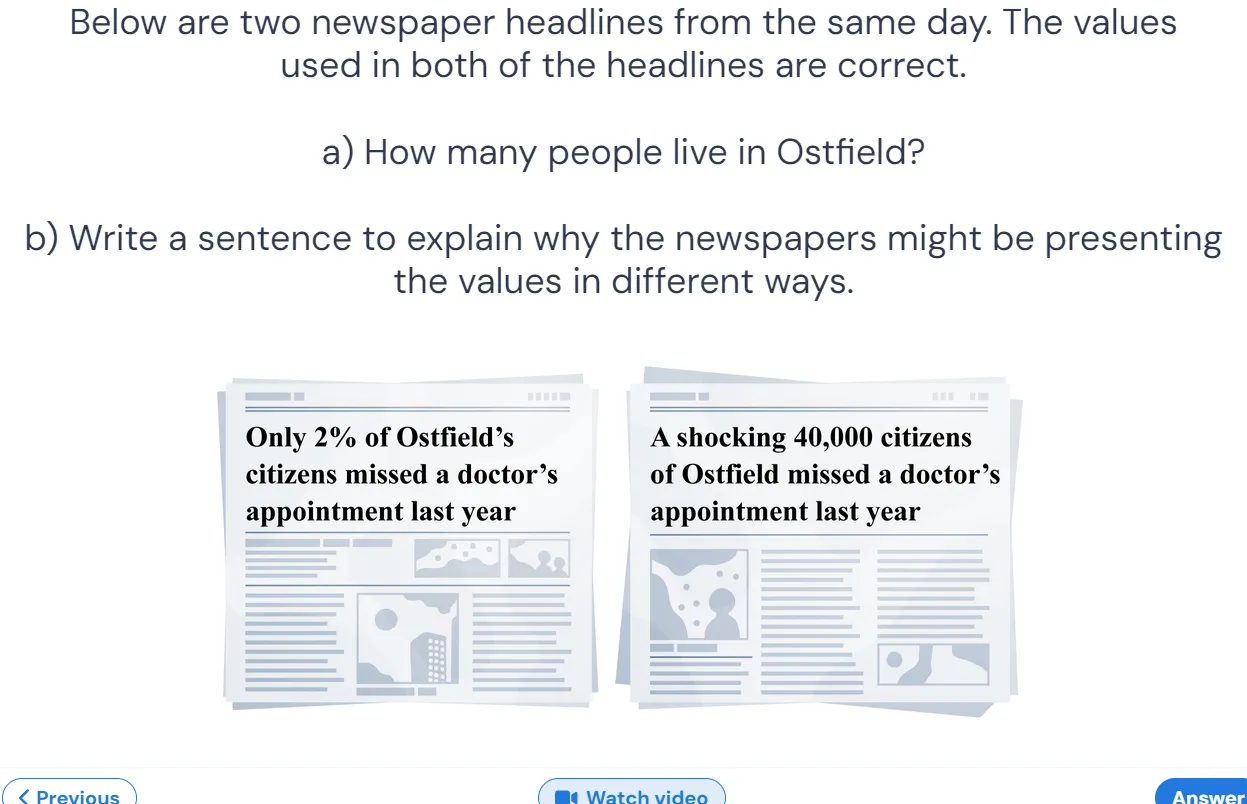 Below are two newspaper headlines from the same day. The values
used in both of the headlines are correct.
a) How many people live in Ostfield?
b) Write a sentence to explain why the newspapers might be presenting
the values in different ways.
Only 2% of Ostfield’s
citizens missed a doctor’s
appointment last year
A shocking 40,000 citizens
of Ostfield missed a doctor’s
appointment last year
Previous
Watch video
Answer